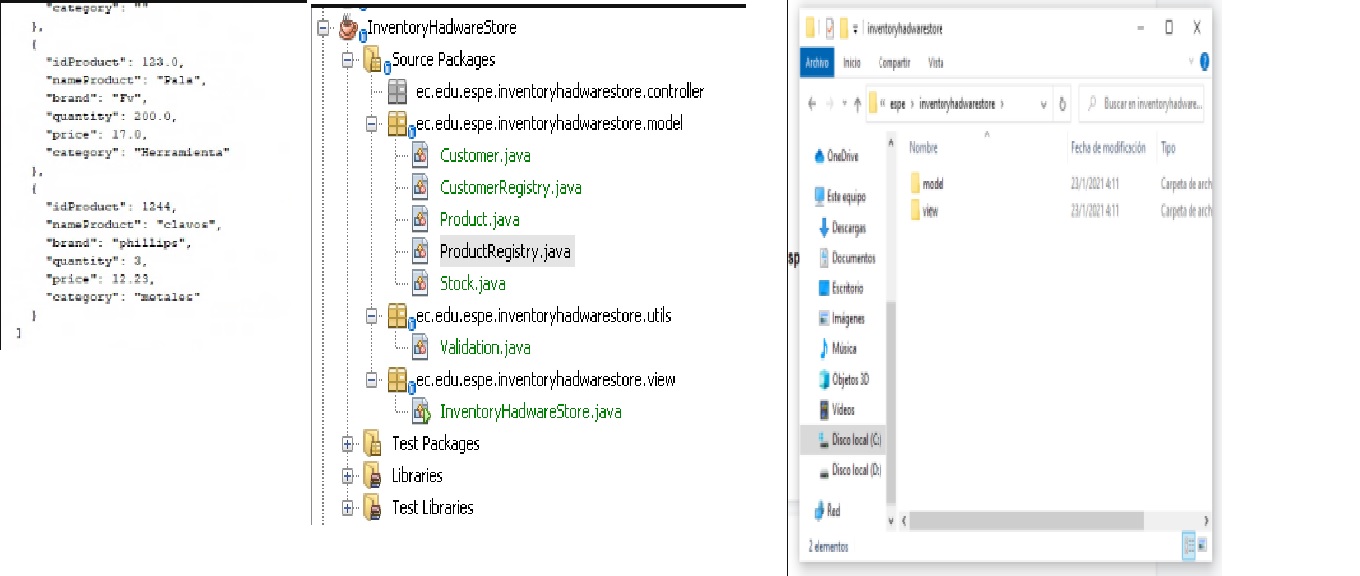 "category": ""
},
{
"idProduct": 123.0,
"nameProduct": "Pala",
"brand": "Fv",
"quantity": 200.0,
"price": 17.0,
"category": "Herramienta"
},
{
"idProduct": 1244,
"nameProduct": "clavos",
"brand": "phillips",
"quantity": 3,
"price": 12.23,
"category": "metales"
}
]
InventoryHadwareStore
Source Packages
ec.edu.espe.inventoryhadwarestore.controller
ec.edu.espe.inventoryhadwarestore.model
Customer.java
CustomerRegistry.java
Product.java
ProductRegistry.java
Stock.java
ec.edu.espe.inventoryhadwarestore.utils
Validation.java
ec.edu.espe.inventoryhadwarestore.view
InventoryHadwareStore.java
Test Packages
Libraries
Test Libraries
sp
inventoryhadwarestore
Archivo Inicio Compartir Vista
« espe › inventoryhadwarestore › Buscar en inventoryhadware...
Nombre Fecha de modificación Tipo
model 23/1/2021 4:11 Carpeta de arch
view 23/1/2021 4:11 Carpeta de arch
OneDrive
Este equipo
Descargas
Documentos
Escritorio
Imágenes
Música
Objetos 3D
Vídeos
Disco local (C:)
Disco local (D:)
Red
2 elementos